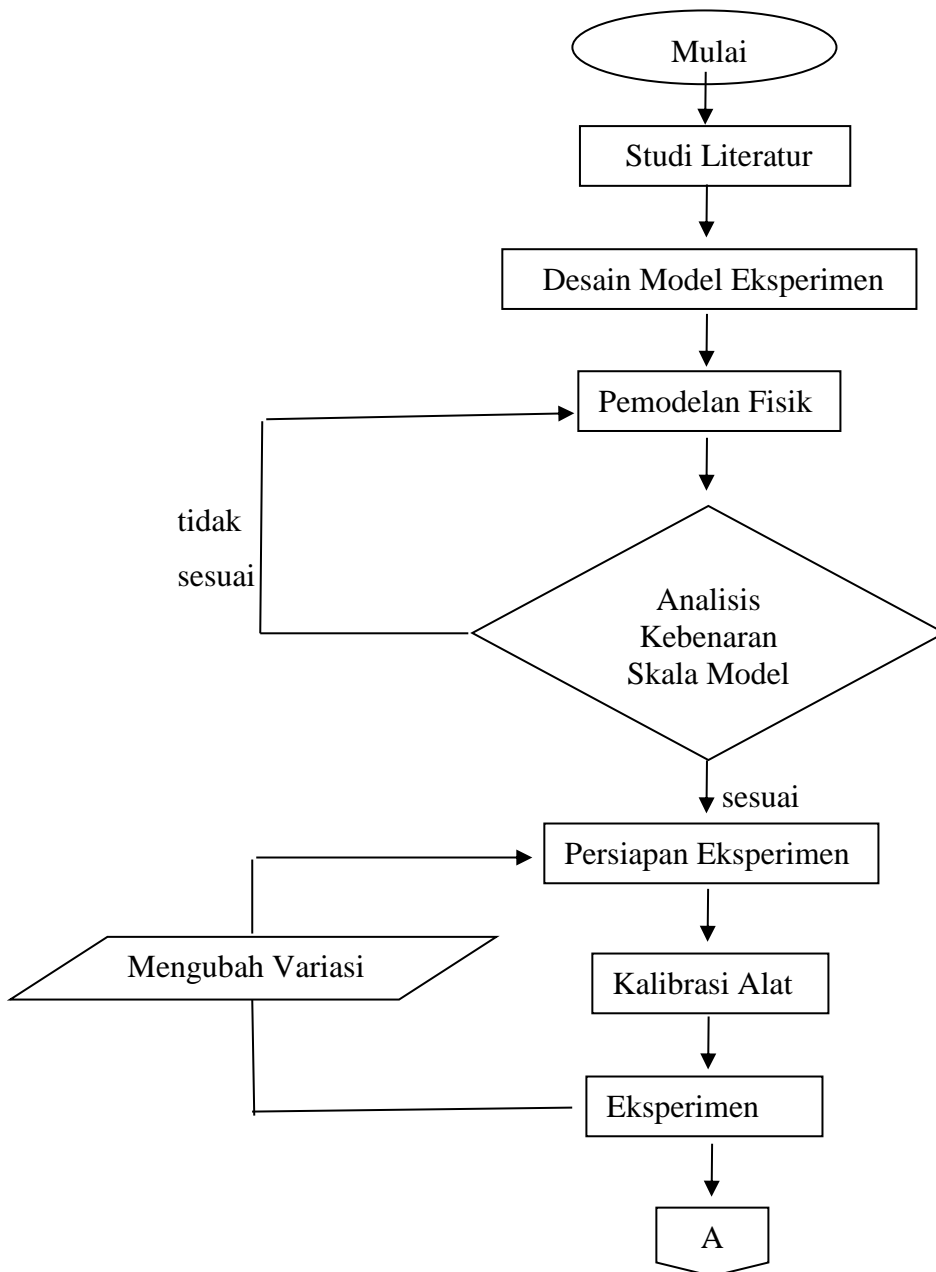 Mulai
Studi Literatur
Desain Model Eksperimen
Pemodelan Fisik
tidak
sesuai
Analisis
Kebenaran
Skala Model
sesuai
Persiapan Eksperimen
Mengubah Variasi
Kalibrasi Alat
Eksperimen
A